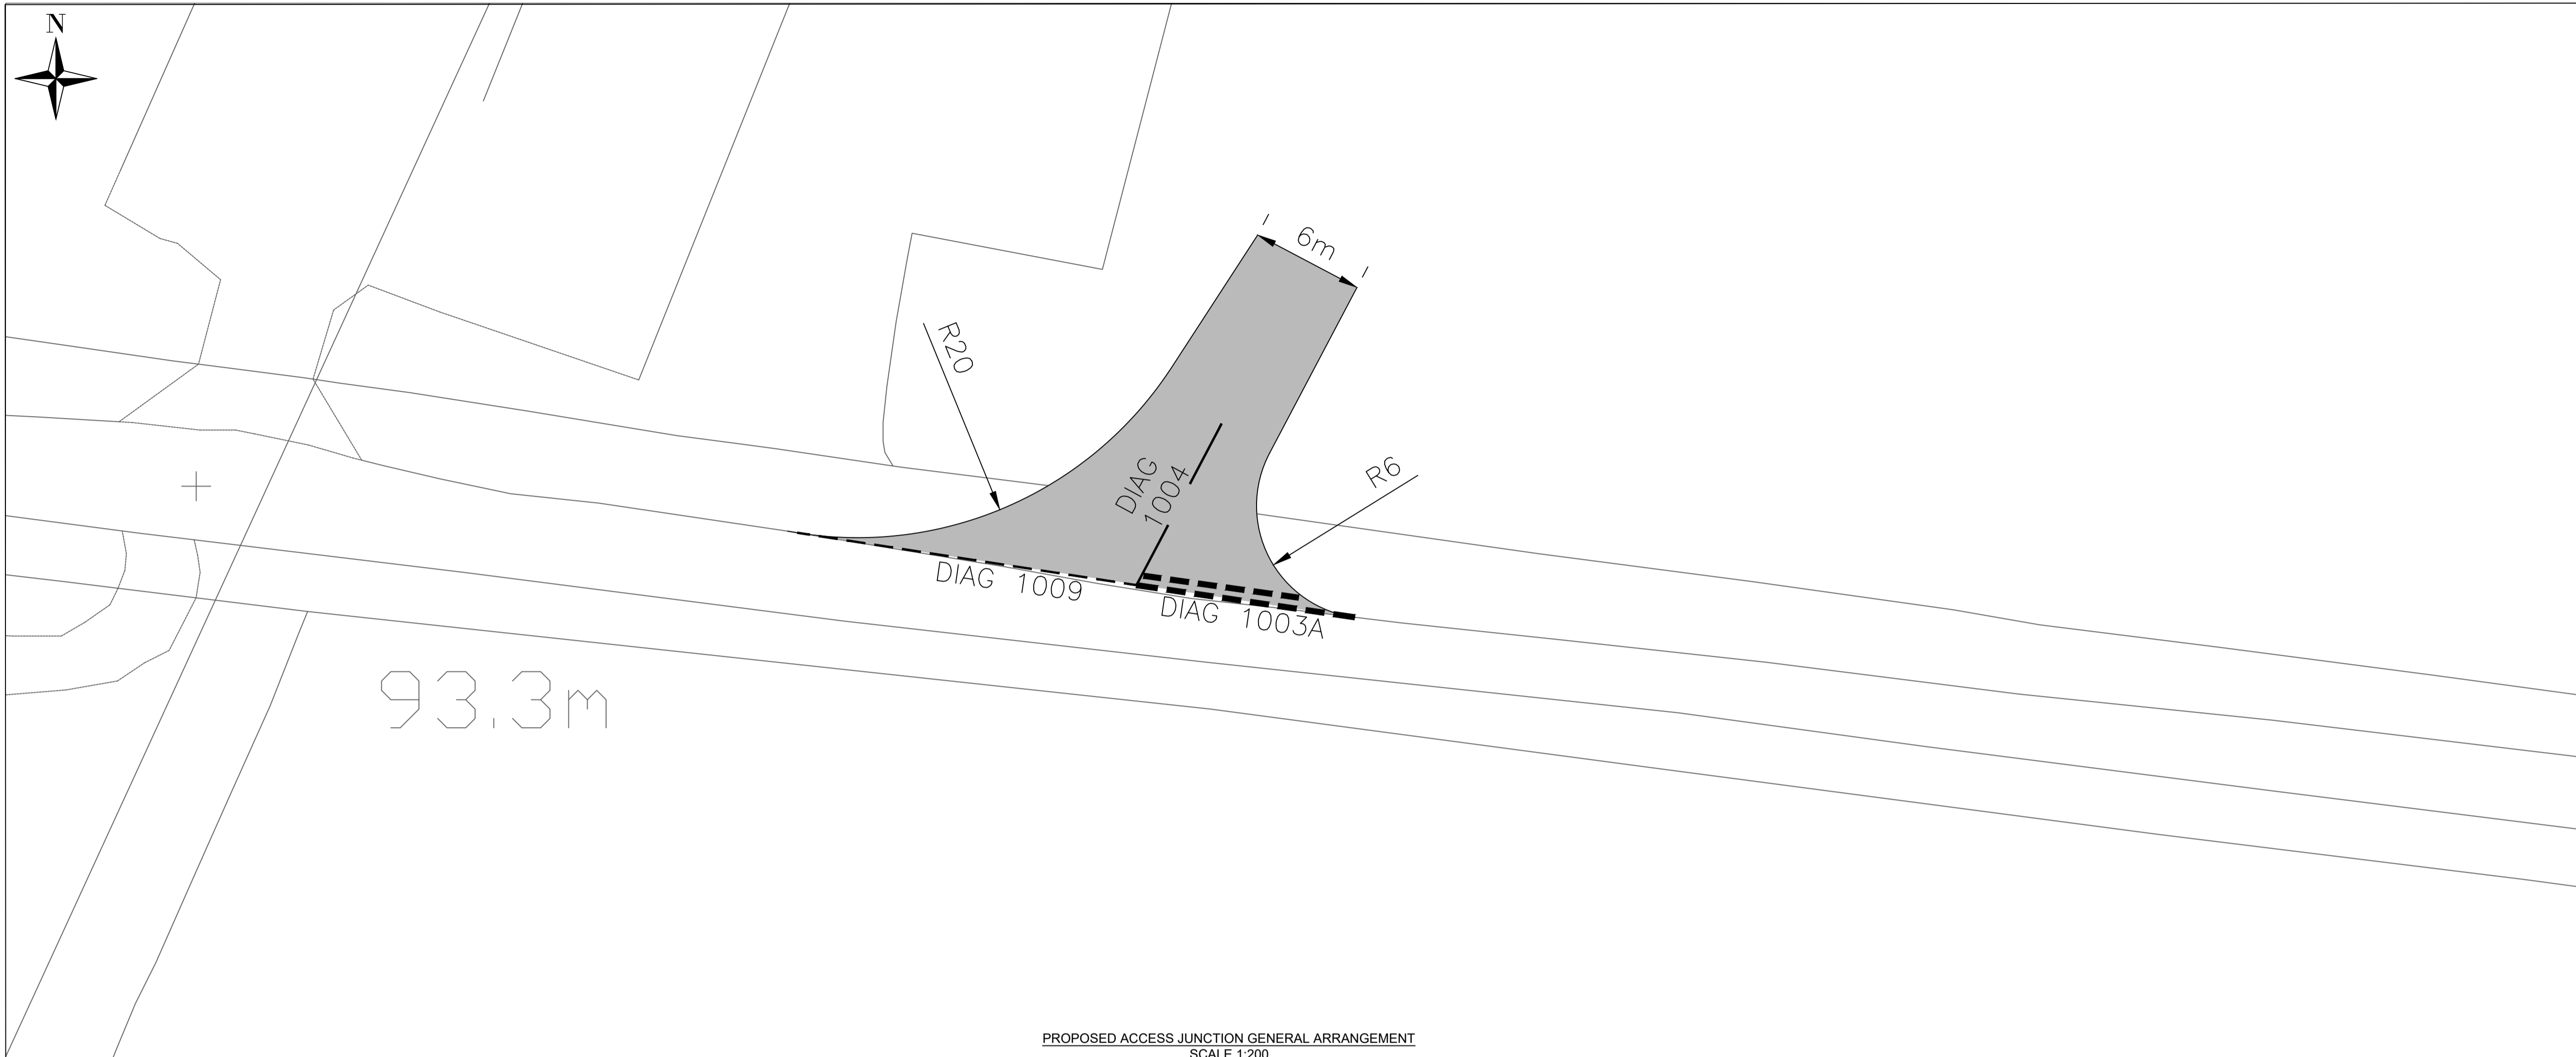 N
6m
R20
R6
DIAG
1004
DIAG 1009
DIAG 1003A
93.3m
PROPOSED ACCESS JUNCTION GENERAL ARRANGEMENT
SCALE 1:200